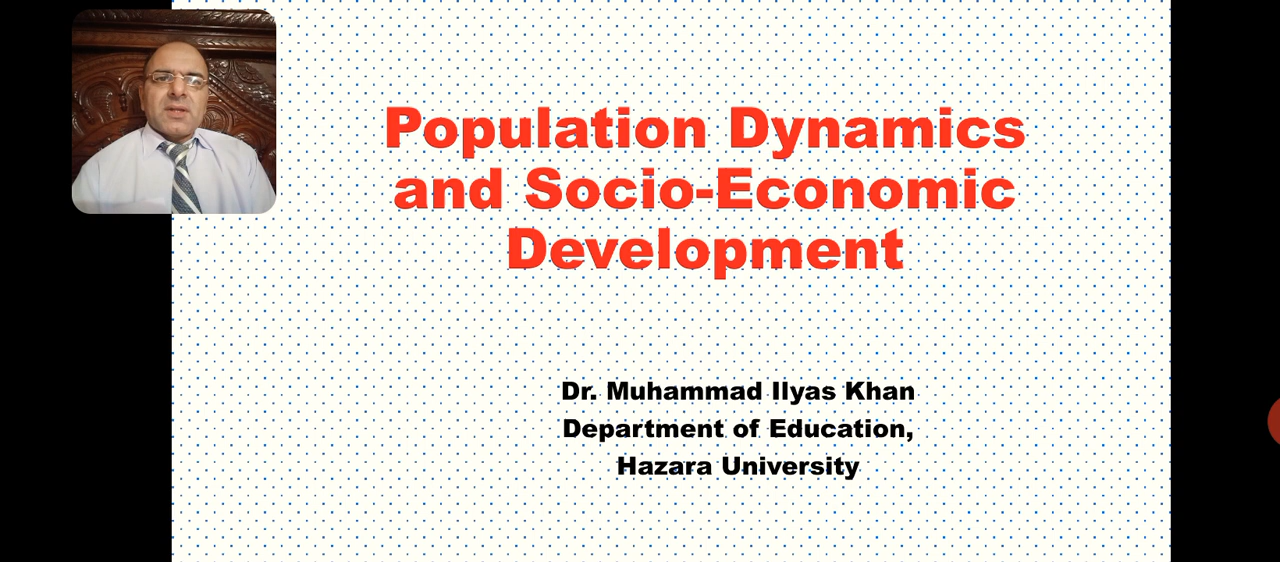 Population Dynamics
and Socio-Economic
Development
Dr. Muhammad Ilyas Khan
Department of Education,
Hazara University